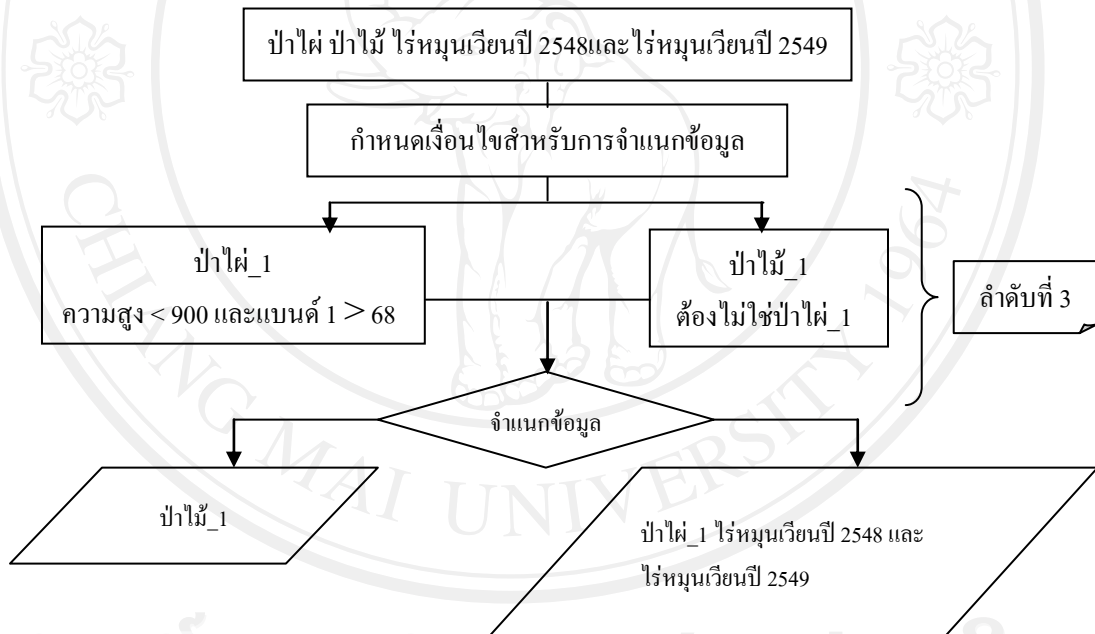 ป่าไผ่ ป่าไม้ ไร่หมุนเวียนปี 2548และไร่หมุนเวียนปี 2549
กำหนดเงื่อนไขสำหรับการจำแนกข้อมูล
ป่าไผ่_1
ความสูง < 900 และแบนด์ 1 > 68
ป่าไม้_1
ต้องไม่ใช่ป่าไผ่_1
ลำดับที่ 3
จำแนกข้อมูล
ป่าไม้_1
ป่าไผ่_1 ไร่หมุนเวียนปี 2548 และ
ไร่หมุนเวียนปี 2549
CHIANG MAI UNIVERSITY 1964